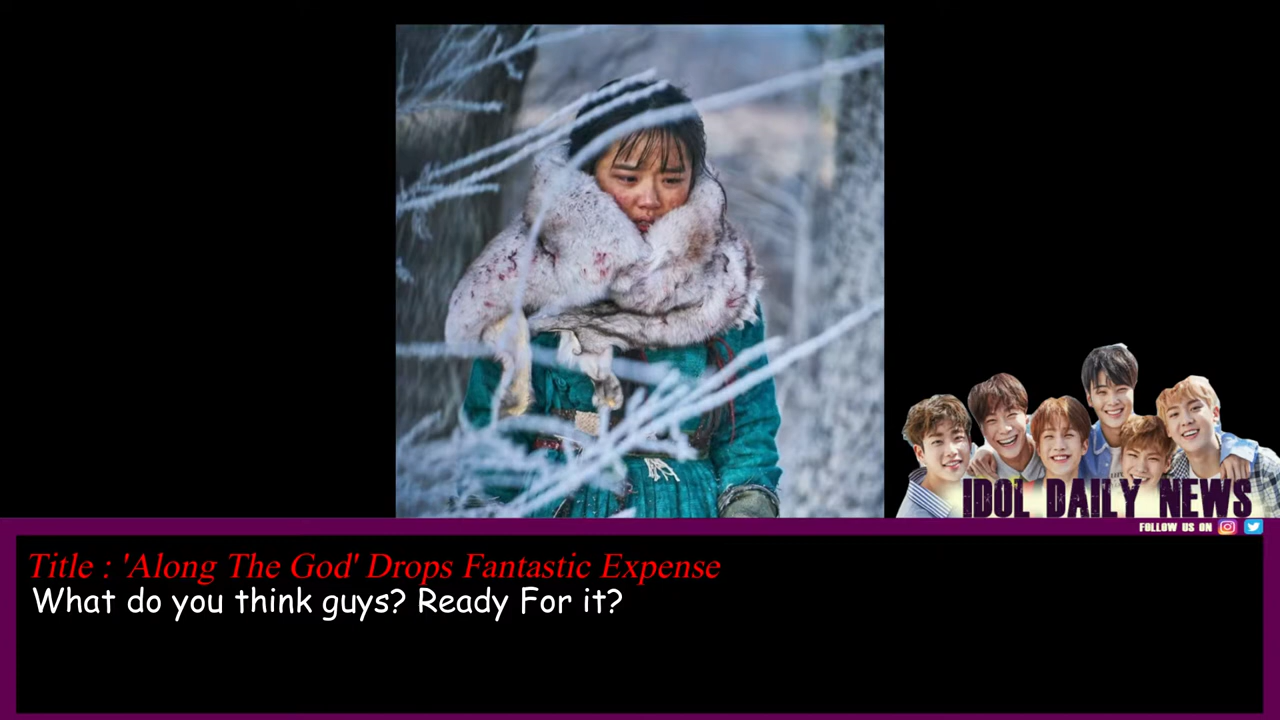 IDOL DAILY NEWS
FOLLOW US ON
Title : 'Along The God' Drops Fantastic Expense
What do you think guys? Ready For it?